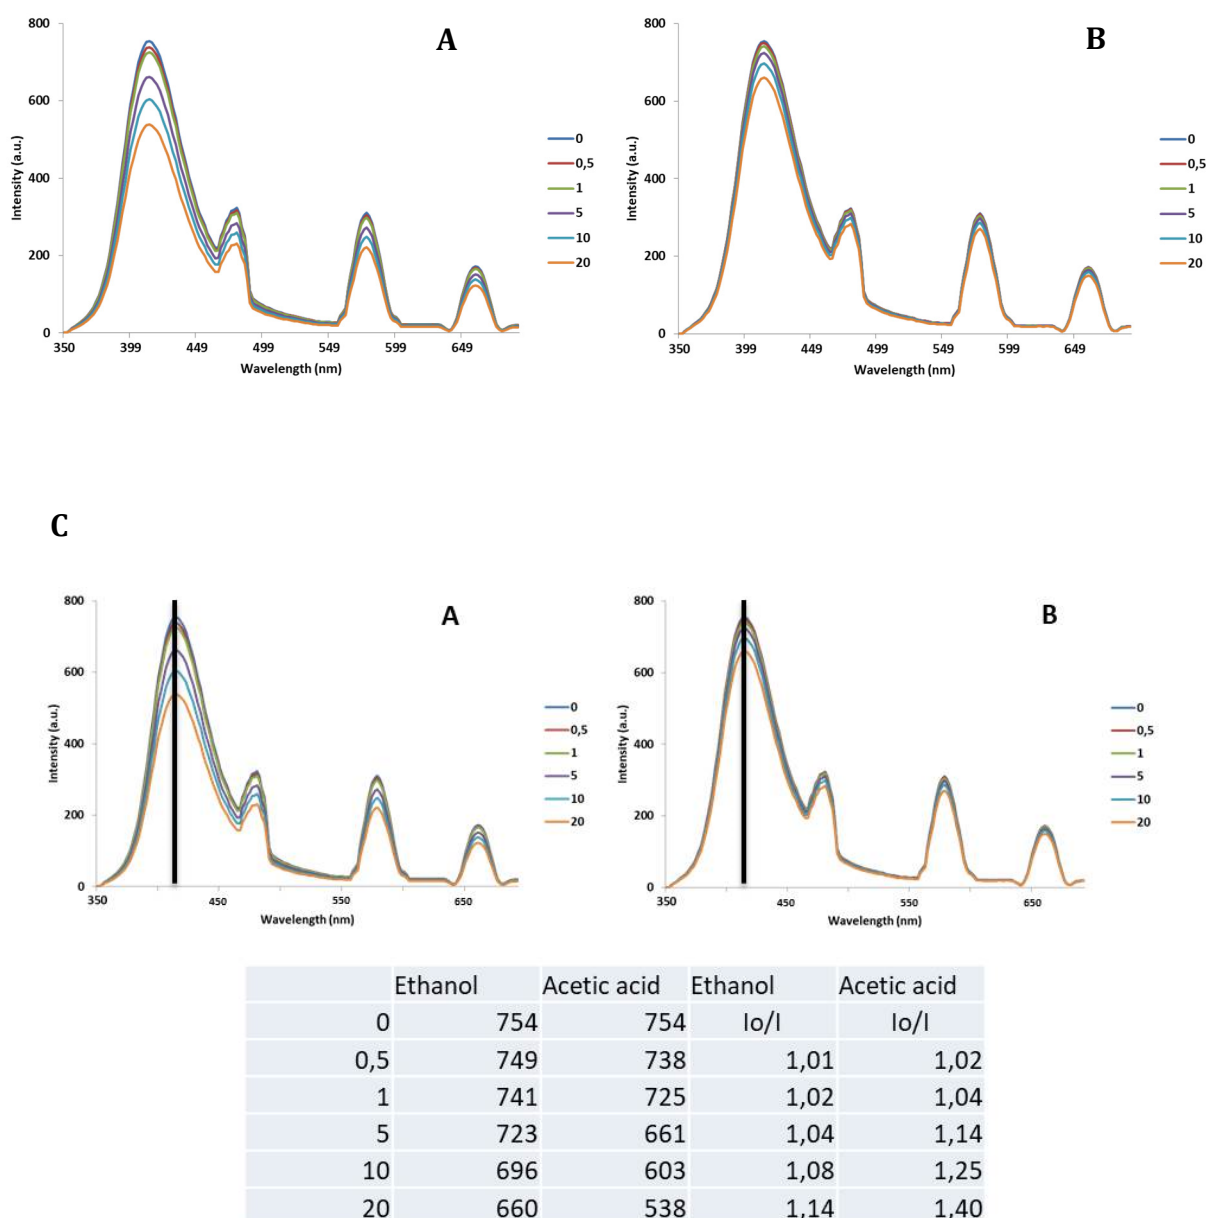 A
800
600
400
200
0
Intensity (a.u.)
350 399 449 499 549 599 649
Wavelength (nm)
0
0,5
1
5
10
20
B
800
600
400
200
0
Intensity (a.u.)
350 399 449 499 549 599 649
Wavelength (nm)
0
0,5
1
5
10
20
C
A
800
600
400
200
0
Intensity (a.u.)
350 450 550 650
Wavelength (nm)
0
0,5
1
5
10
20
B
800
600
400
200
0
Intensity (a.u.)
350 450 550 650
Wavelength (nm)
0
0,5
1
5
10
20
Ethanol Acetic acid Ethanol Acetic acid
0 754 754 Io/I Io/I
0,5 749 738 1,01 1,02
1 741 725 1,02 1,04
5 723 661 1,04 1,14
10 696 603 1,08 1,25
20 660 538 1,14 1,40